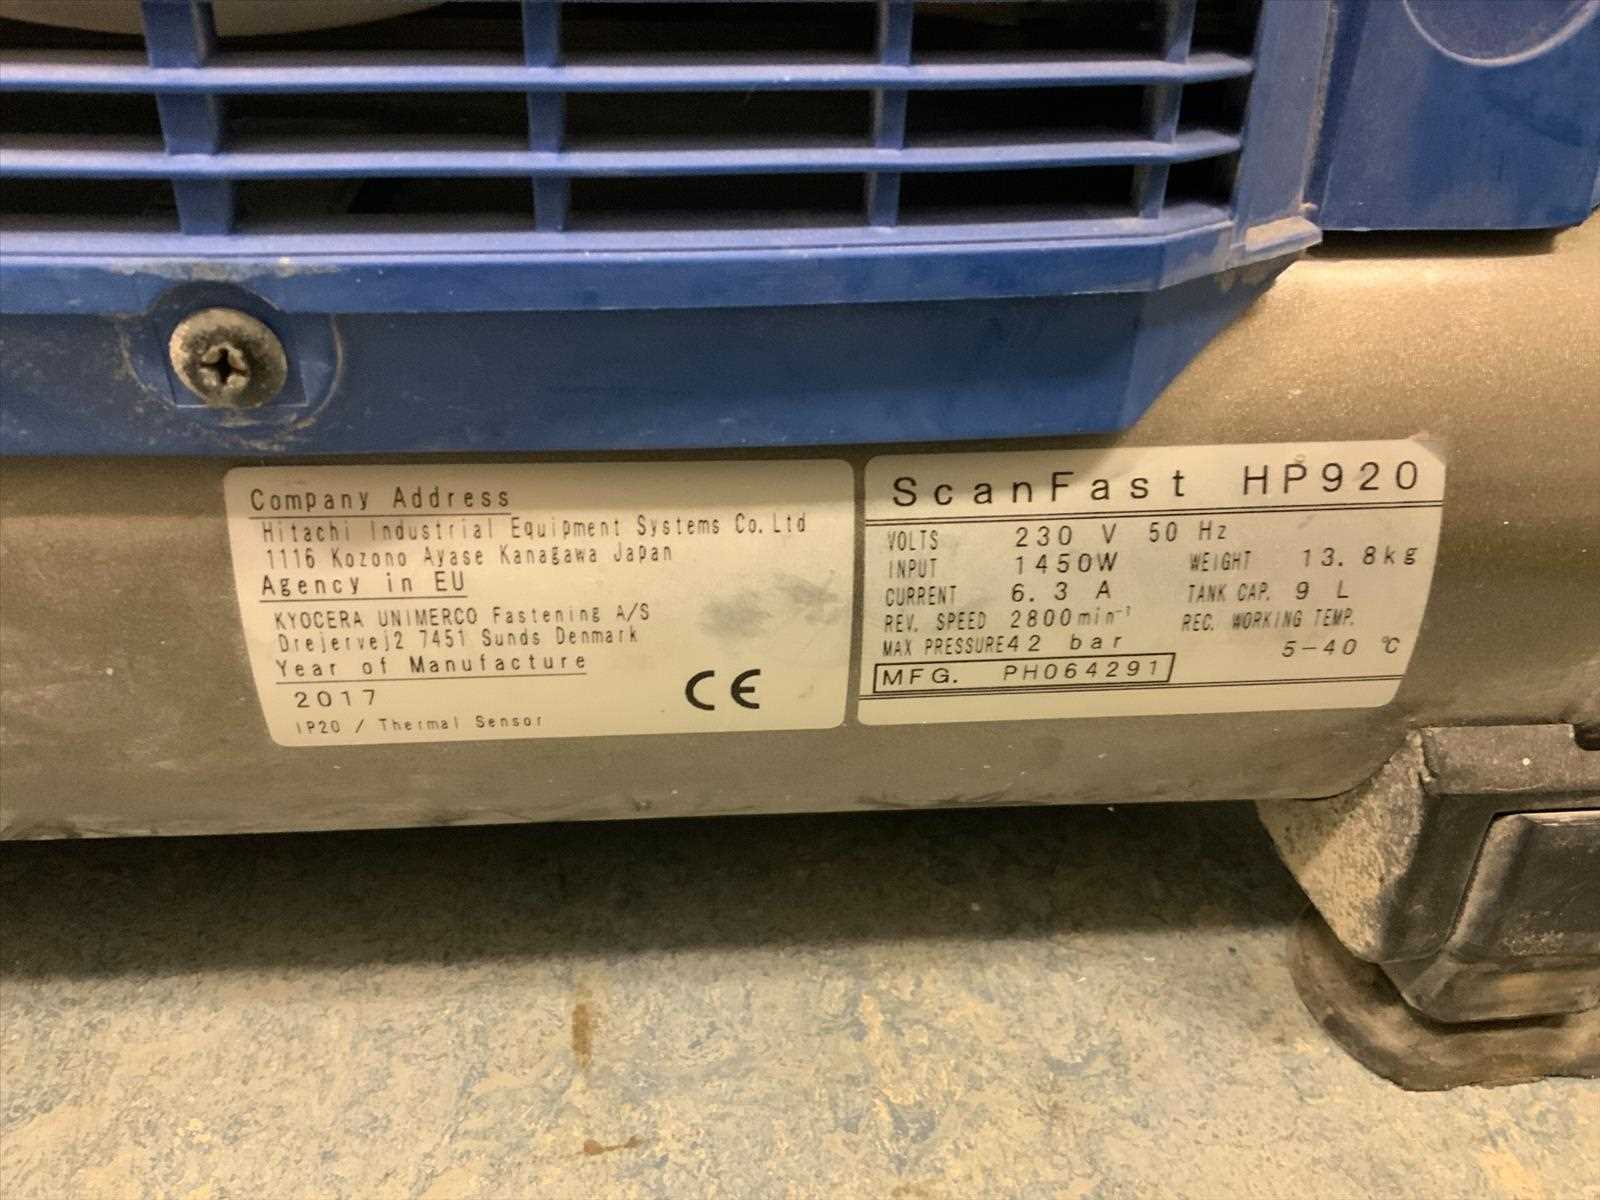 Company Address
Hitachi Industrial Equipment Systems Co.Ltd
1116 Kozono Ayase Kanagawa Japan
Agency in EU
KYOCERA UNIMERCO Fastening A/S
Drejervej2 7451 Sunds Denmark
Year of Manufacture
2017
IP20 / Thermal Sensor
CE
ScanFast HP920
VOLTS 230 V 50 Hz
INPUT 1450W WEIGHT 13.8kg
CURRENT 6.3 A TANK CAP. 9 L
REV. SPEED 2800min⁻¹ REC. WORKING TEMP.
MAX PRESSURE 42 bar 5-40 ℃
MFG. PH064291